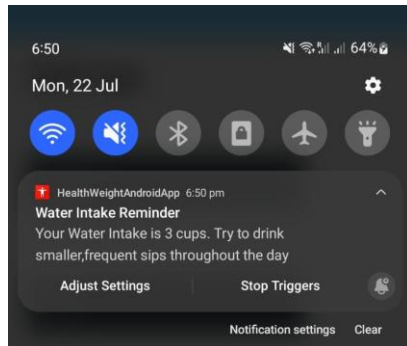 6:50 64%
Mon, 22 Jul
HealthWeightAndroidApp 6:50 pm
Water Intake Reminder
Your Water Intake is 3 cups. Try to drink
smaller,frequent sips throughout the day
Adjust Settings Stop Triggers
Notification settings Clear